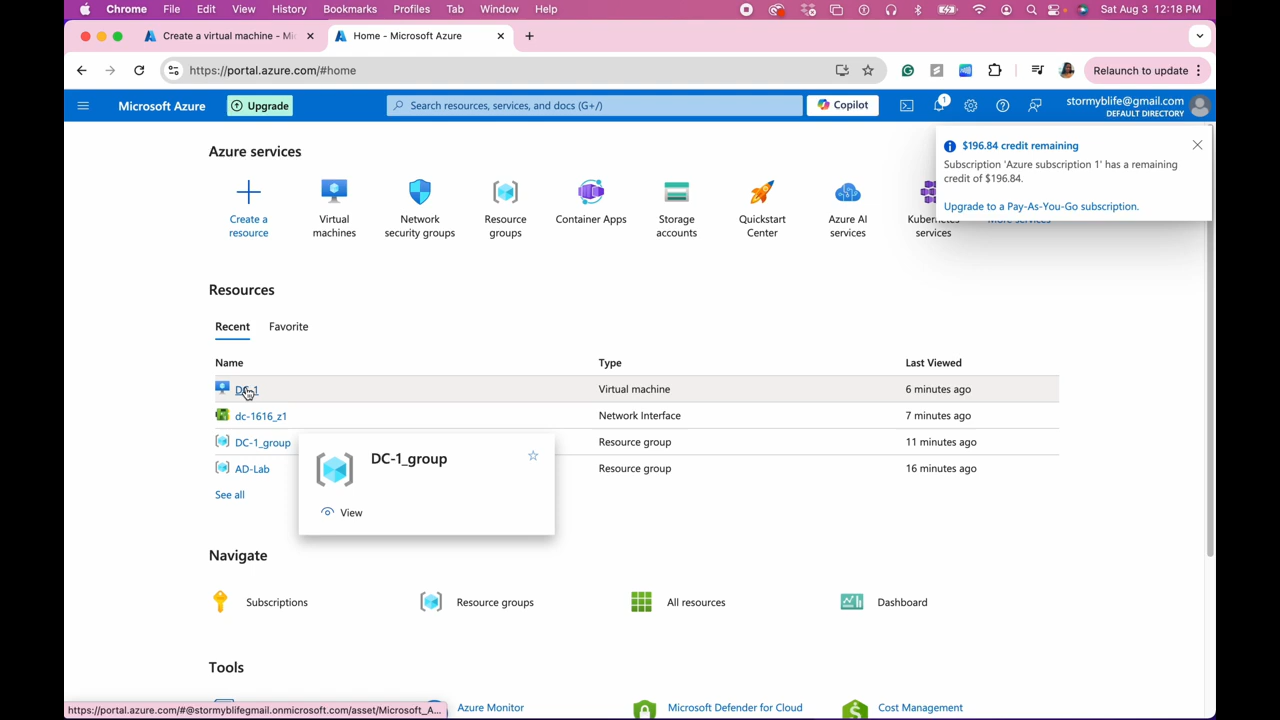 Chrome File Edit View History Bookmarks Profiles Tab Window Help Sat Aug 3 12:18 PM
Create a virtual machine - Mi Home - Microsoft Azure
https://portal.azure.com/#home Relaunch to update
Microsoft Azure Upgrade Search resources, services, and docs (G+/) Copilot 1 stormyblife@gmail.com
DEFAULT DIRECTORY
$196.84 credit remaining
Subscription 'Azure subscription 1' has a remaining
credit of $196.84.
Upgrade to a Pay-As-You-Go subscription.
Azure services
Create a
resource
Virtual
machines
Network
security groups
Resource
groups
Container Apps
Storage
accounts
Quickstart
Center
Azure AI
services
Kubernetes
services
More services
Resources
Recent Favorite
Name Type Last Viewed
DC-1 Virtual machine 6 minutes ago
dc-1616_z1 Network Interface 7 minutes ago
DC-1_group Resource group 11 minutes ago
AD-Lab Resource group 16 minutes ago
See all
DC-1_group
View
Navigate
Subscriptions Resource groups All resources Dashboard
Tools
Azure Monitor Microsoft Defender for Cloud Cost Management
https://portal.azure.com/#@stormyblifegmail.onmicrosoft.com/asset/Microsoft_A...